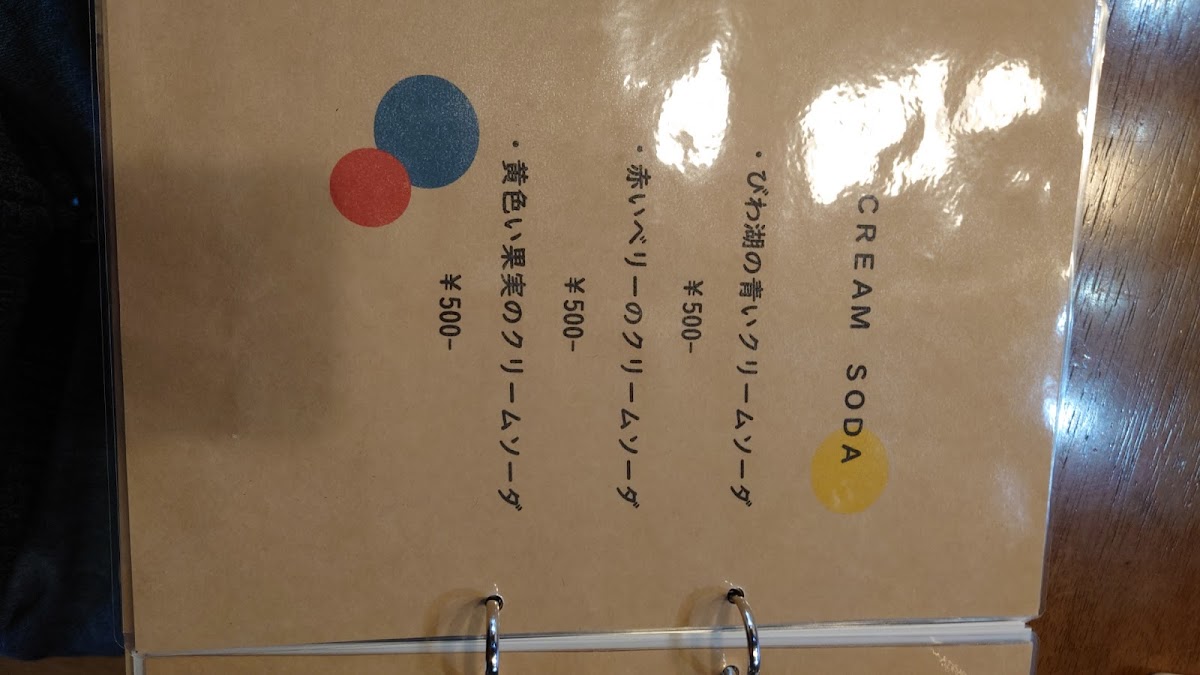 CREAM SODA
・びわ湖の青いクリームソーダ
¥500-
・赤いベリーのクリームソーダ
¥500-
・黄色い果実のクリームソーダ
¥500-